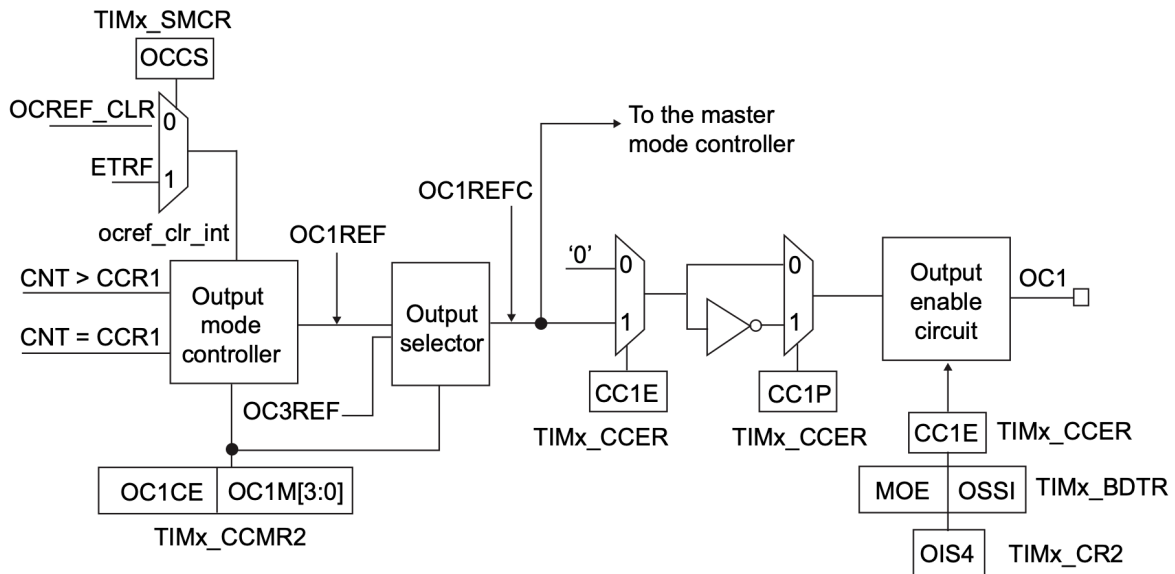 TIMx_SMCR
OCCS
OCREF_CLR
0
ETRF
1
ocref_clr_int
To the master
mode controller
OC1REFC
OC1REF
CNT > CCR1
CNT = CCR1
Output
mode
controller
Output
selector
OC3REF
‘0’
0
1
0
1
Output
enable
circuit
OC1
CC1E
TIMx_CCER
CC1P
TIMx_CCER
CC1E
TIMx_CCER
MOE
OSSI
TIMx_BDTR
OIS4
TIMx_CR2
OC1CE
OC1M[3:0]
TIMx_CCMR2